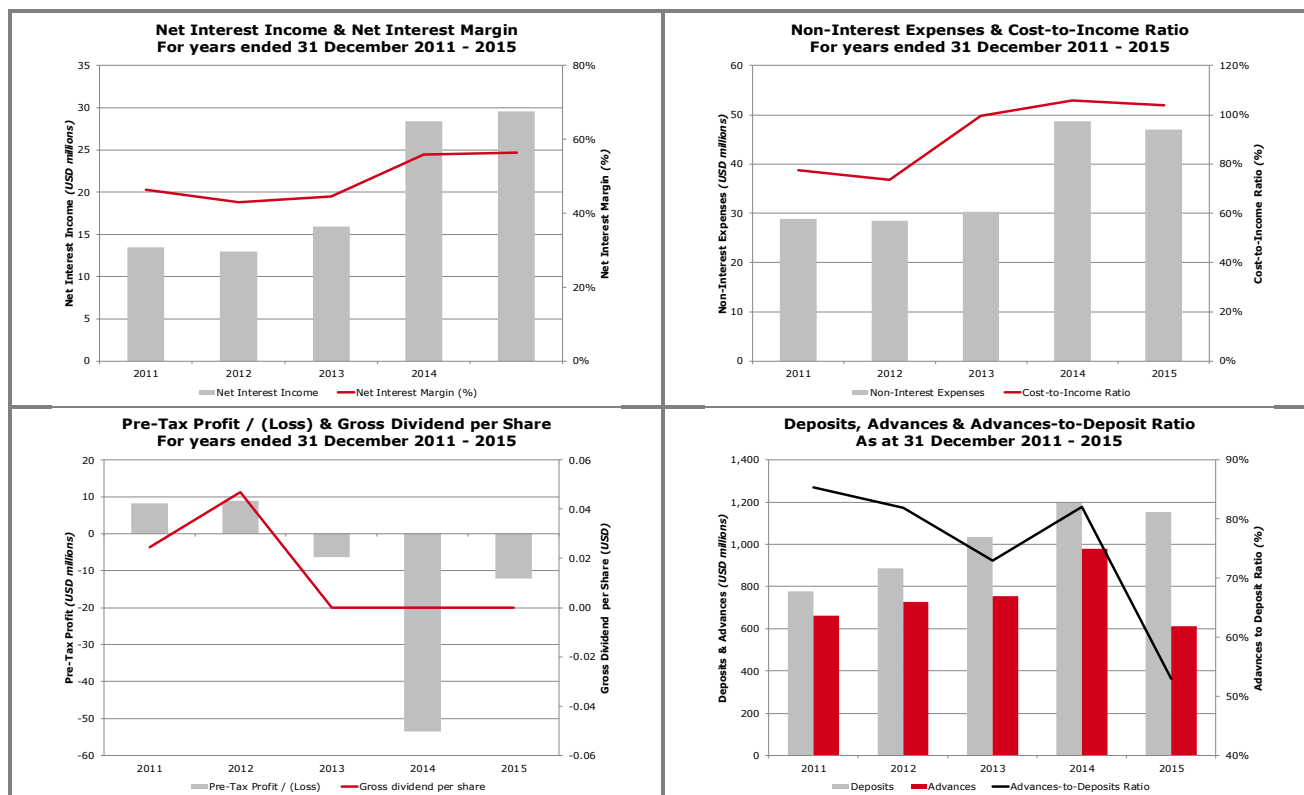 Net Interest Income & Net Interest Margin
For years ended 31 December 2011 - 2015
35
30
25
20
15
10
5
0
80%
60%
40%
20%
0%
Net Interest Income (USD millions)
Net Interest Margin (%)
2011 2012 2013 2014
Net Interest Income Net Interest Margin (%)
Non-Interest Expenses & Cost-to-Income Ratio
For years ended 31 December 2011 - 2015
60
50
40
30
20
10
0
120%
100%
80%
60%
40%
20%
0%
Non-Interest Expenses (USD millions)
Cost-to-Income Ratio (%)
2011 2012 2013 2014 2015
Non-Interest Expenses Cost-to-Income Ratio
Pre-Tax Profit / (Loss) & Gross Dividend per Share
For years ended 31 December 2011 - 2015
20
10
0
-10
-20
-30
-40
-50
-60
0.06
0.04
0.02
0.00
-0.02
-0.04
-0.06
Pre-Tax Profit (USD millions)
Gross Dividend per Share (USD)
2011 2012 2013 2014 2015
Pre-Tax Profit / (Loss) Gross dividend per share
Deposits, Advances & Advances-to-Deposit Ratio
As at 31 December 2011 - 2015
1,400
1,200
1,000
800
600
400
200
0
90%
80%
70%
60%
50%
40%
Deposits & Advances (USD millions)
Adavnces to Deposit Ratio (%)
2011 2012 2013 2014 2015
Deposits Advances Advances-to-Deposits Ratio